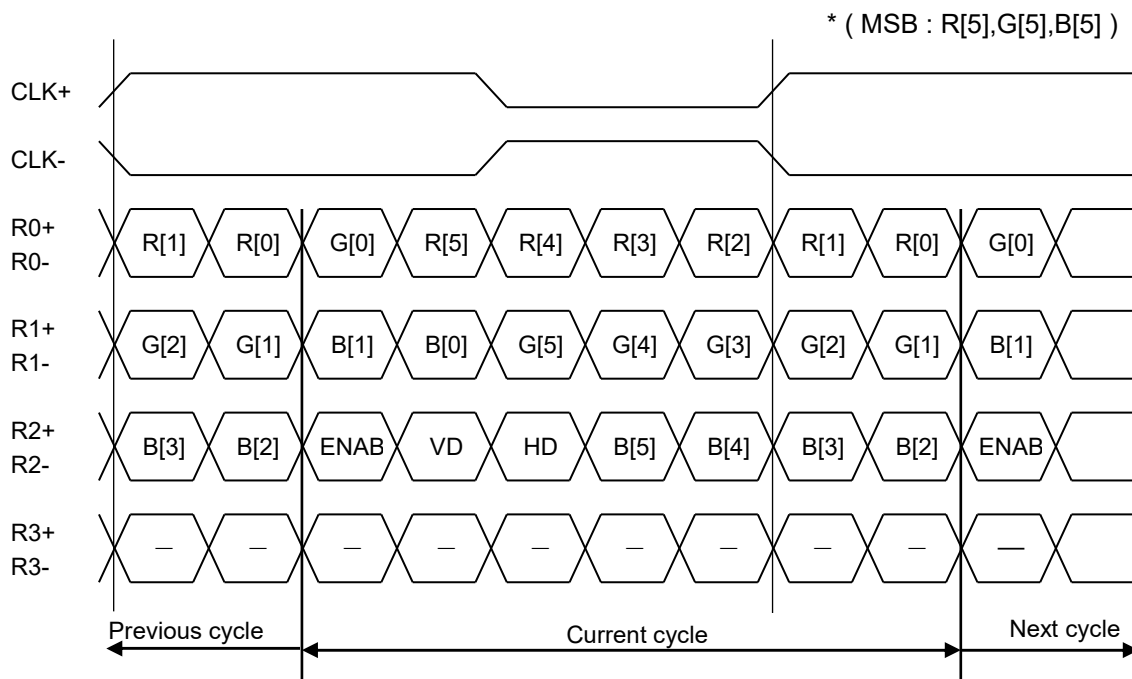 * ( MSB : R[5],G[5],B[5] )
CLK+
CLK-
R0+
R0-
R[1] R[0] G[0] R[5] R[4] R[3] R[2] R[1] R[0] G[0]
R1+
R1-
G[2] G[1] B[1] B[0] G[5] G[4] G[3] G[2] G[1] B[1]
R2+
R2-
B[3] B[2] ENAB VD HD B[5] B[4] B[3] B[2] ENAB
R3+
R3-
— — — — — — — — — —
Previous cycle Current cycle Next cycle